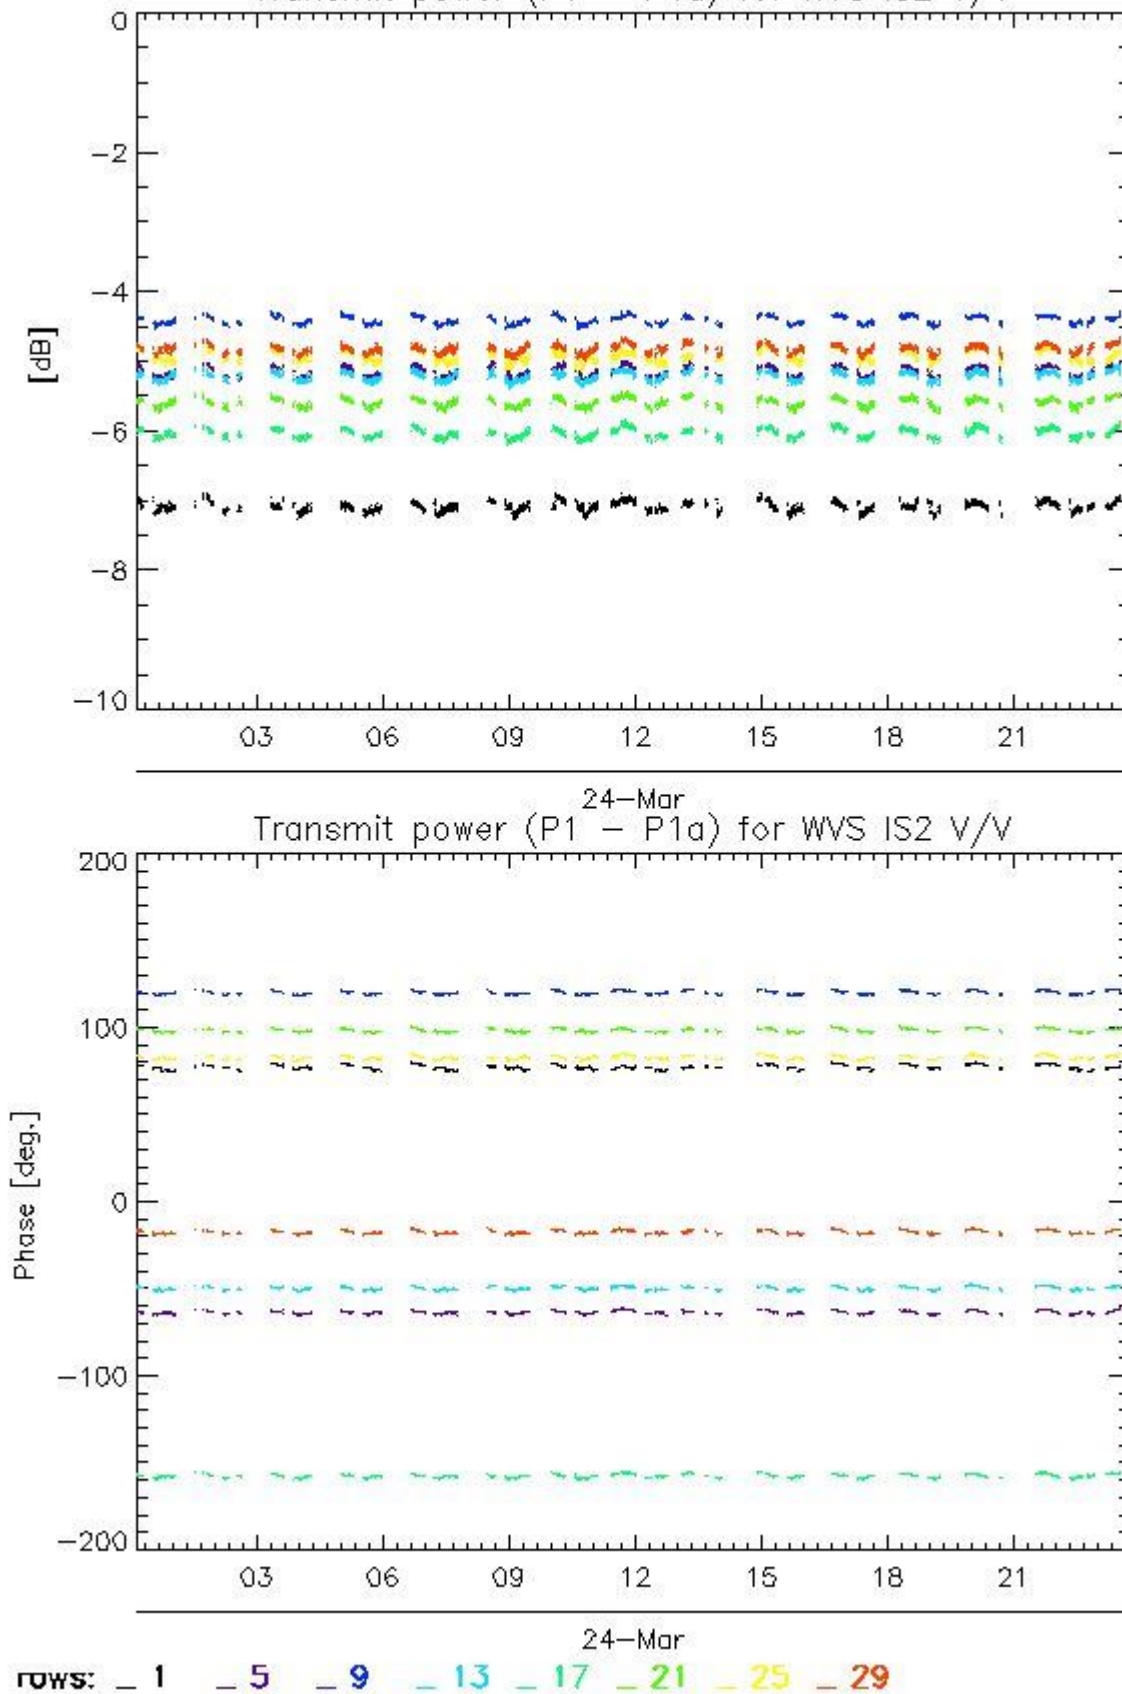 0
−2
−4
[dB]
−6
−8
−10
03 06 09 12 15 18 21
24−Mar
Transmit power (P1 − P1a) for WVS IS2 V/V
200
100
Phase [deg.]
0
−100
−200
03 06 09 12 15 18 21
24−Mar
rows: _ 1 _ 5 _ 9 _ 13 _ 17 _ 21 _ 25 _ 29